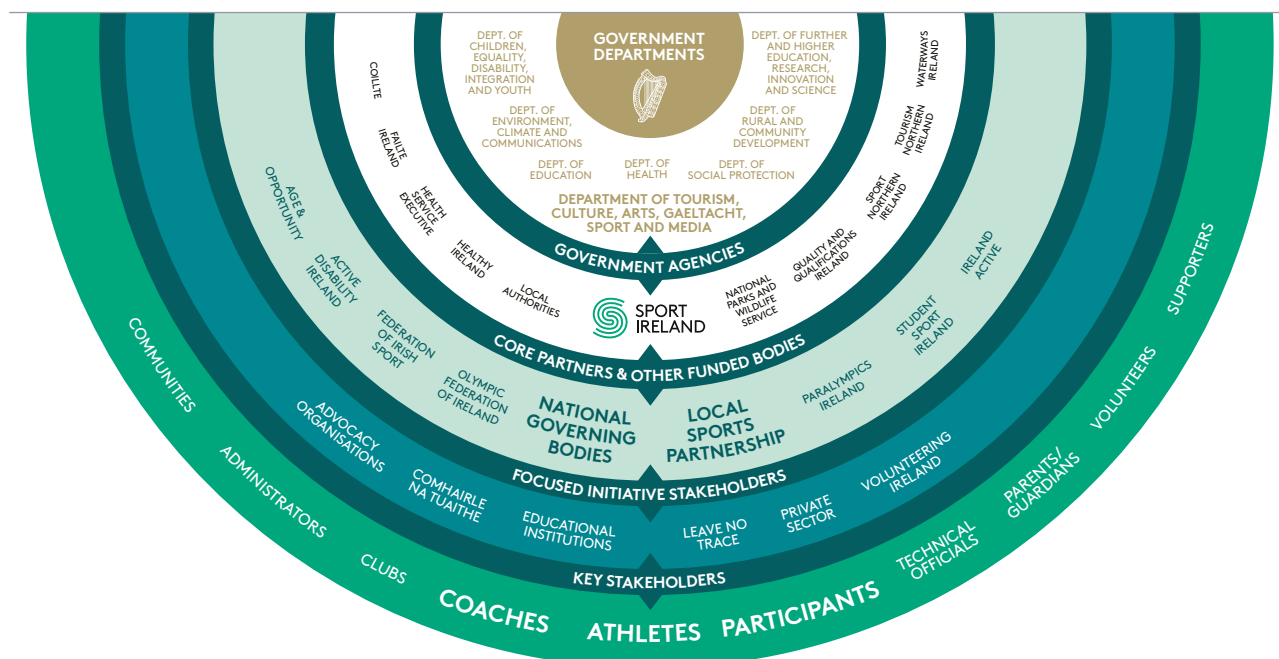 GOVERNMENT
DEPARTMENTS
DEPT. OF
CHILDREN,
EQUALITY,
DISABILITY,
INTEGRATION
AND YOUTH
DEPT. OF FURTHER
AND HIGHER
EDUCATION,
RESEARCH,
INNOVATION
AND SCIENCE
DEPT. OF
ENVIRONMENT,
CLIMATE AND
COMMUNICATIONS
DEPT. OF
RURAL AND
COMMUNITY
DEVELOPMENT
DEPT. OF
EDUCATION
DEPT. OF
HEALTH
DEPT. OF
SOCIAL PROTECTION
DEPARTMENT OF TOURISM,
CULTURE, ARTS, GAELTACHT,
SPORT AND MEDIA
GOVERNMENT AGENCIES
COILLTE
FAILTE
IRELAND
HEALTH
SERVICE
EXECUTIVE
HEALTHY
IRELAND
LOCAL
AUTHORITIES
SPORT
IRELAND
NATIONAL
PARKS AND
WILDLIFE
SERVICE
QUALITY AND
QUALIFICATIONS
IRELAND
SPORT
NORTHERN
IRELAND
TOURISM
NORTHERN
IRELAND
WATERWAYS
IRELAND
CORE PARTNERS & OTHER FUNDED BODIES
AGE &
OPPORTUNITY
ACTIVE
DISABILITY
IRELAND
FEDERATION
OF IRISH
SPORT
OLYMPIC
FEDERATION
OF IRELAND
NATIONAL
GOVERNING
BODIES
LOCAL
SPORTS
PARTNERSHIP
PARALYMPICS
IRELAND
STUDENT
SPORT
IRELAND
IRELAND
ACTIVE
FOCUSED INITIATIVE STAKEHOLDERS
ADVOCACY
ORGANISATIONS
COMHAIRLE
NA TUAITHE
EDUCATIONAL
INSTITUTIONS
LEAVE NO
TRACE
PRIVATE
SECTOR
VOLUNTEERING
IRELAND
KEY STAKEHOLDERS
COMMUNITIES
ADMINISTRATORS
CLUBS
COACHES
ATHLETES
PARTICIPANTS
TECHNICAL
OFFICIALS
PARENTS/
GUARDIANS
VOLUNTEERS
SUPPORTERS